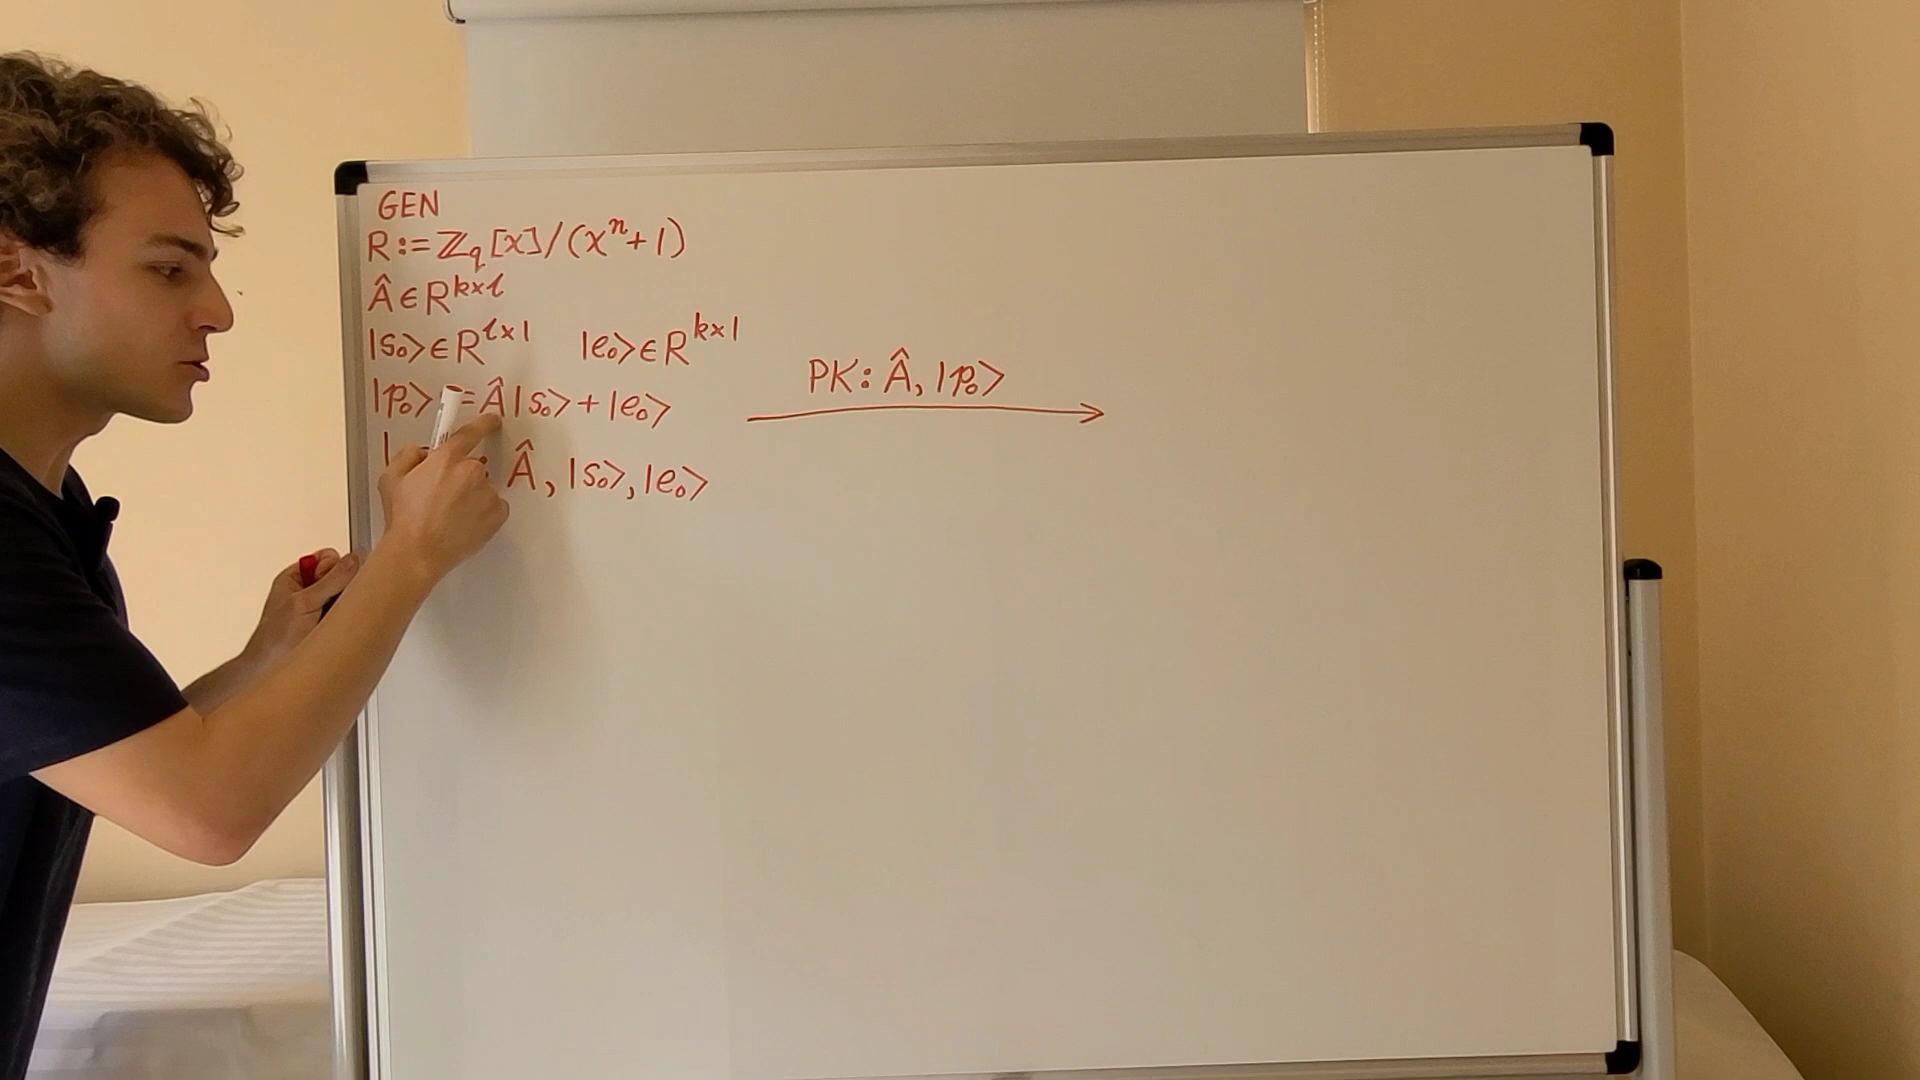 GEN
R := ℤ_q[x]/(x^n+1)
Â ∈ R^{k×l}
|s₀⟩ ∈ R^{l×1} |e₀⟩ ∈ R^{k×1}
|p₀⟩ = Â|s₀⟩ + |e₀⟩
: Â, |s₀⟩, |e₀⟩
PK: Â, |p₀⟩